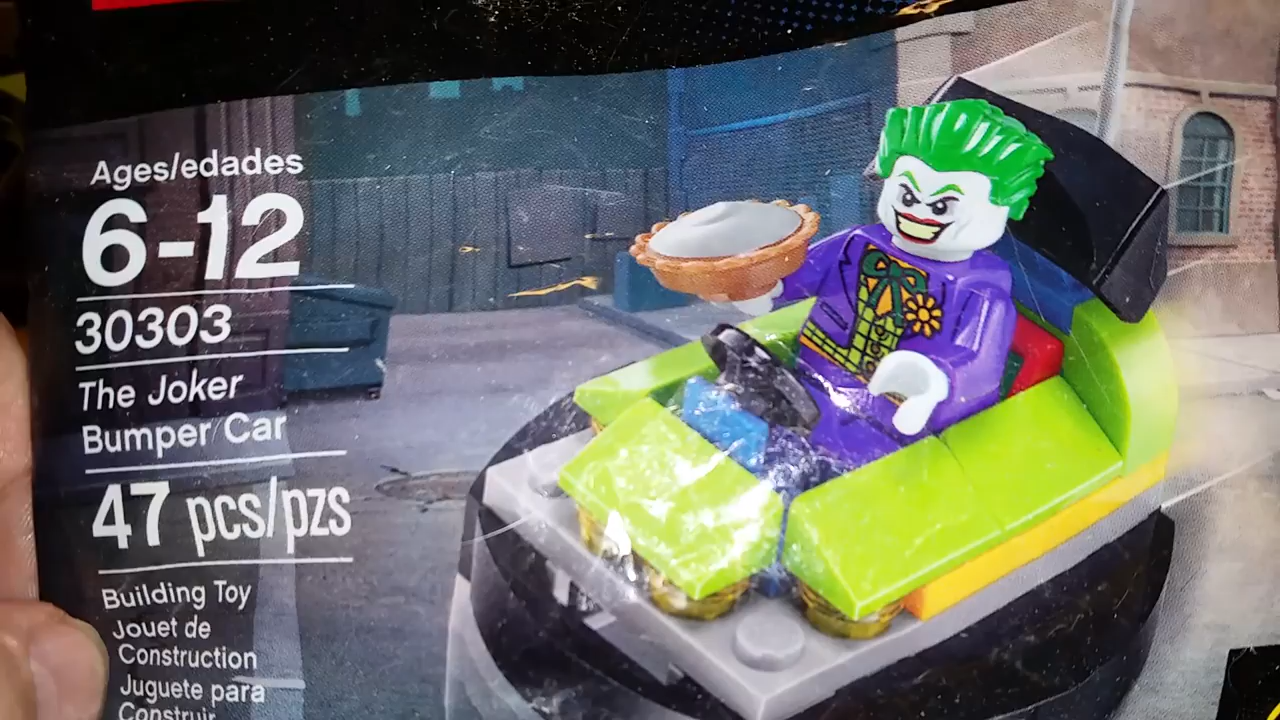 Ages/edades
6-12
30303
The Joker
Bumper Car
47 pcs/pzs
Building Toy
Jouet de
Construction
Juguete para
Construir